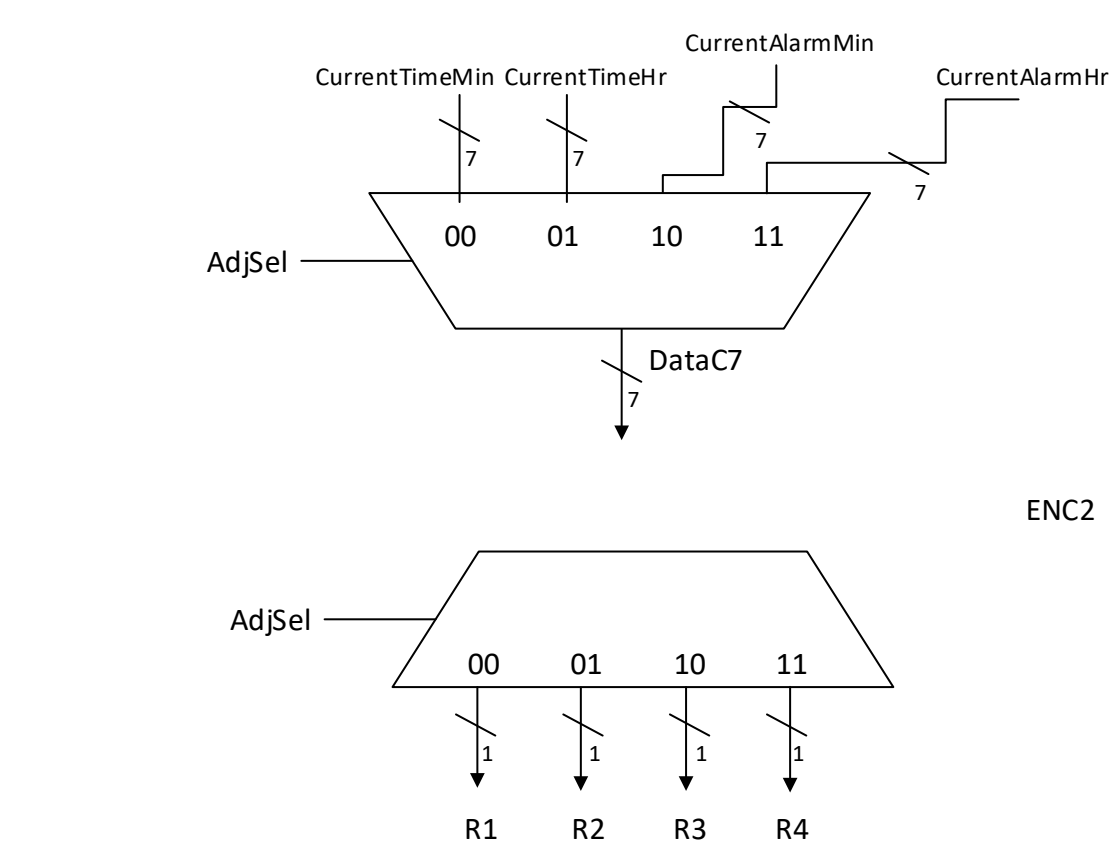 CurrentAlarmMin
CurrentTimeMin CurrentTimeHr
CurrentAlarmHr
7
7
7
7
00 01 10 11
AdjSel
DataC7
7
ENC2
AdjSel
00 01 10 11
1 1 1 1
R1 R2 R3 R4